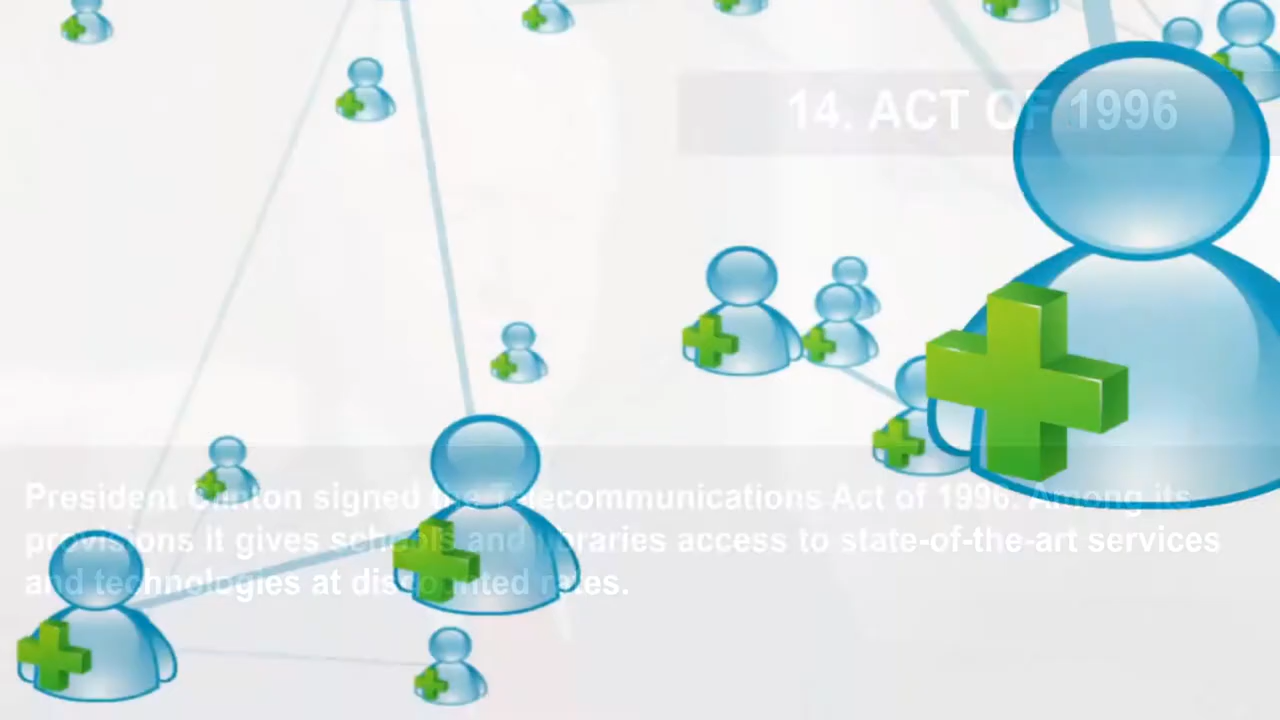 14. ACT OF 1996
President Clinton signed the Telecommunications Act of 1996. Among its
provisions it gives schools and libraries access to state-of-the-art services
and technologies at discounted rates.